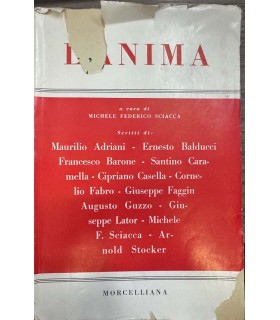 L'ANIMA
a cura di
MICHELE FEDERICO SCIACCA
Scritti di:
Maurilio Adriani - Ernesto Balducci
Francesco Barone - Santino Cara-
mella - Cipriano Casella - Corne-
lio Fabro - Giuseppe Faggin
Augusto Guzzo - Giu-
seppe Lator - Michele
F. Sciacca - Ar-
nold Stocker
MORCELLIANA